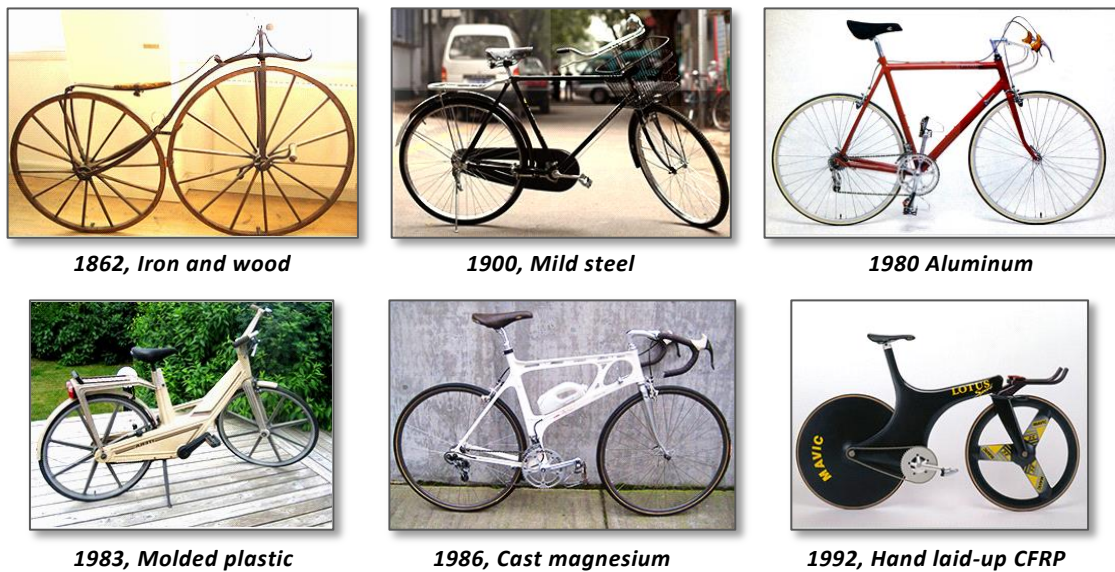 1862, Iron and wood
1900, Mild steel
1980 Aluminum
LOTUS
MAVIC
1983, Molded plastic
1986, Cast magnesium
1992, Hand laid-up CFRP